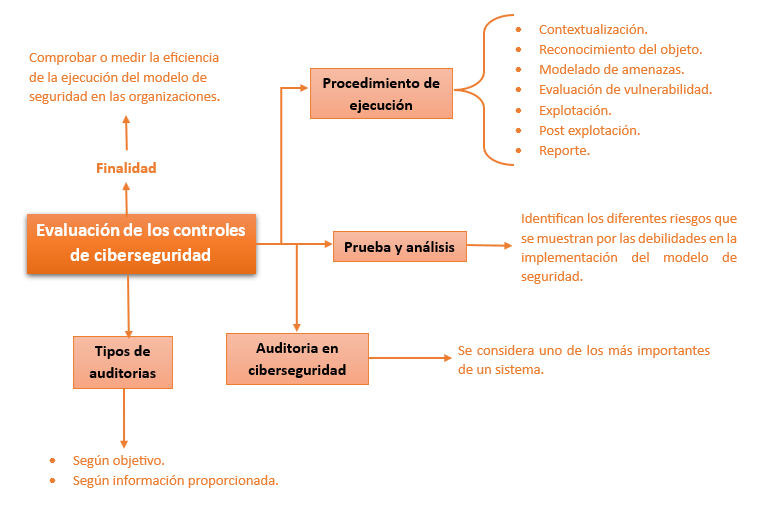 Comprobar o medir la eficiencia
de la ejecución del modelo de
seguridad en las organizaciones.
Finalidad
Evaluación de los controles
de ciberseguridad
Procedimiento de
ejecución
• Contextualización.
• Reconocimiento del objeto.
• Modelado de amenazas.
• Evaluación de vulnerabilidad.
• Explotación.
• Post explotación.
• Reporte.
Prueba y análisis
Identifican los diferentes riesgos que
se muestran por las debilidades en la
implementación del modelo de
seguridad.
Auditoria en
ciberseguridad
Se considera uno de los más importantes
de un sistema.
Tipos de
auditorias
• Según objetivo.
• Según información proporcionada.